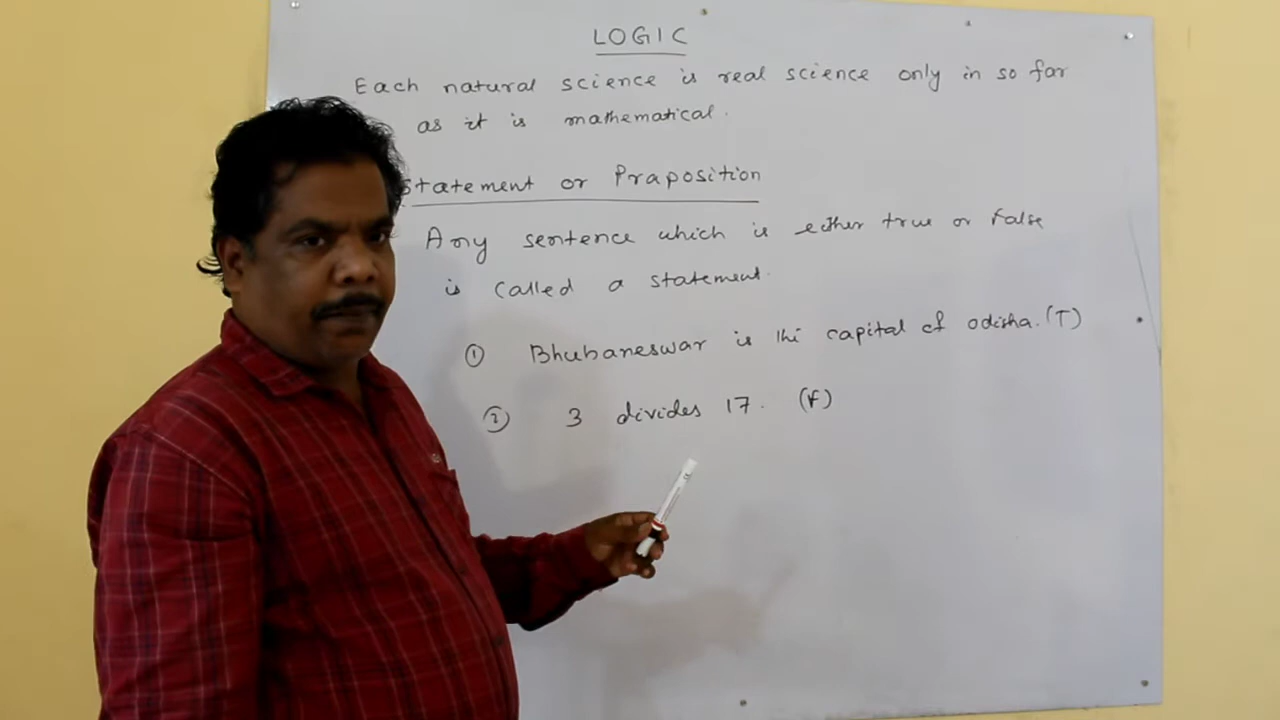 LOGIC
Each natural science is real science only in so far
as it is mathematical.
Statement or Praposition
Any sentence which is either true or False
is called a statement.
① Bhubaneswar is the capital of odisha. (T)
② 3 divides 17. (F)